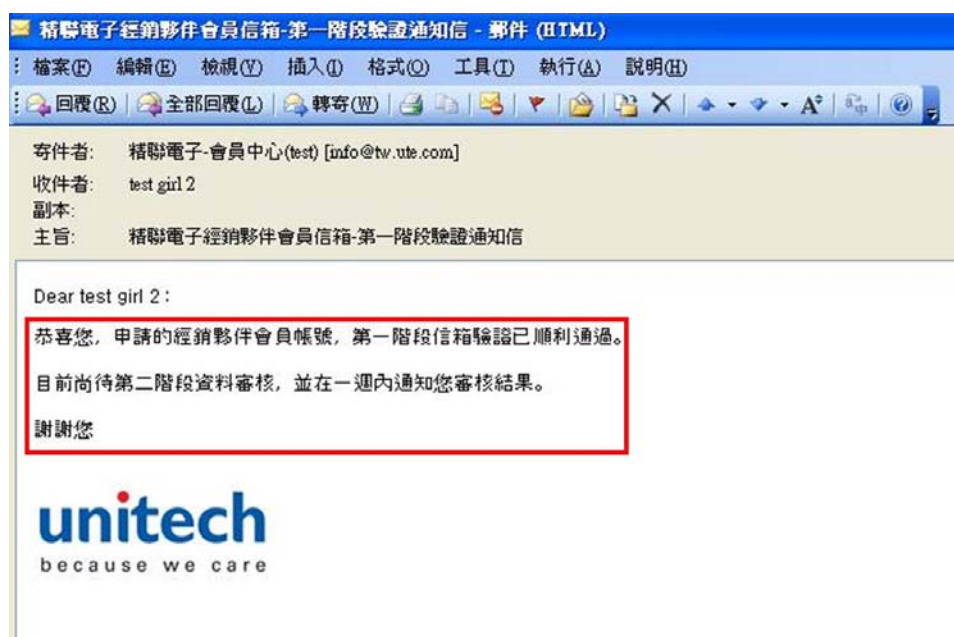 精聯電子經銷夥伴會員信箱-第一階段驗證通知信 - 郵件 (HTML)
檔案(F) 編輯(E) 檢視(V) 插入(I) 格式(O) 工具(T) 執行(A) 說明(H)
回覆(R) 全部回覆(L) 轉寄(W)
寄件者: 精聯電子-會員中心(test) [info@tw.ute.com]
收件者: test girl 2
副本:
主旨: 精聯電子經銷夥伴會員信箱-第一階段驗證通知信
Dear test girl 2:
恭喜您, 申請的經銷夥伴會員帳號, 第一階段信箱驗證已順利通過。
目前尚待第二階段資料審核, 並在一週內通知您審核結果。
謝謝您
unitech
because we care